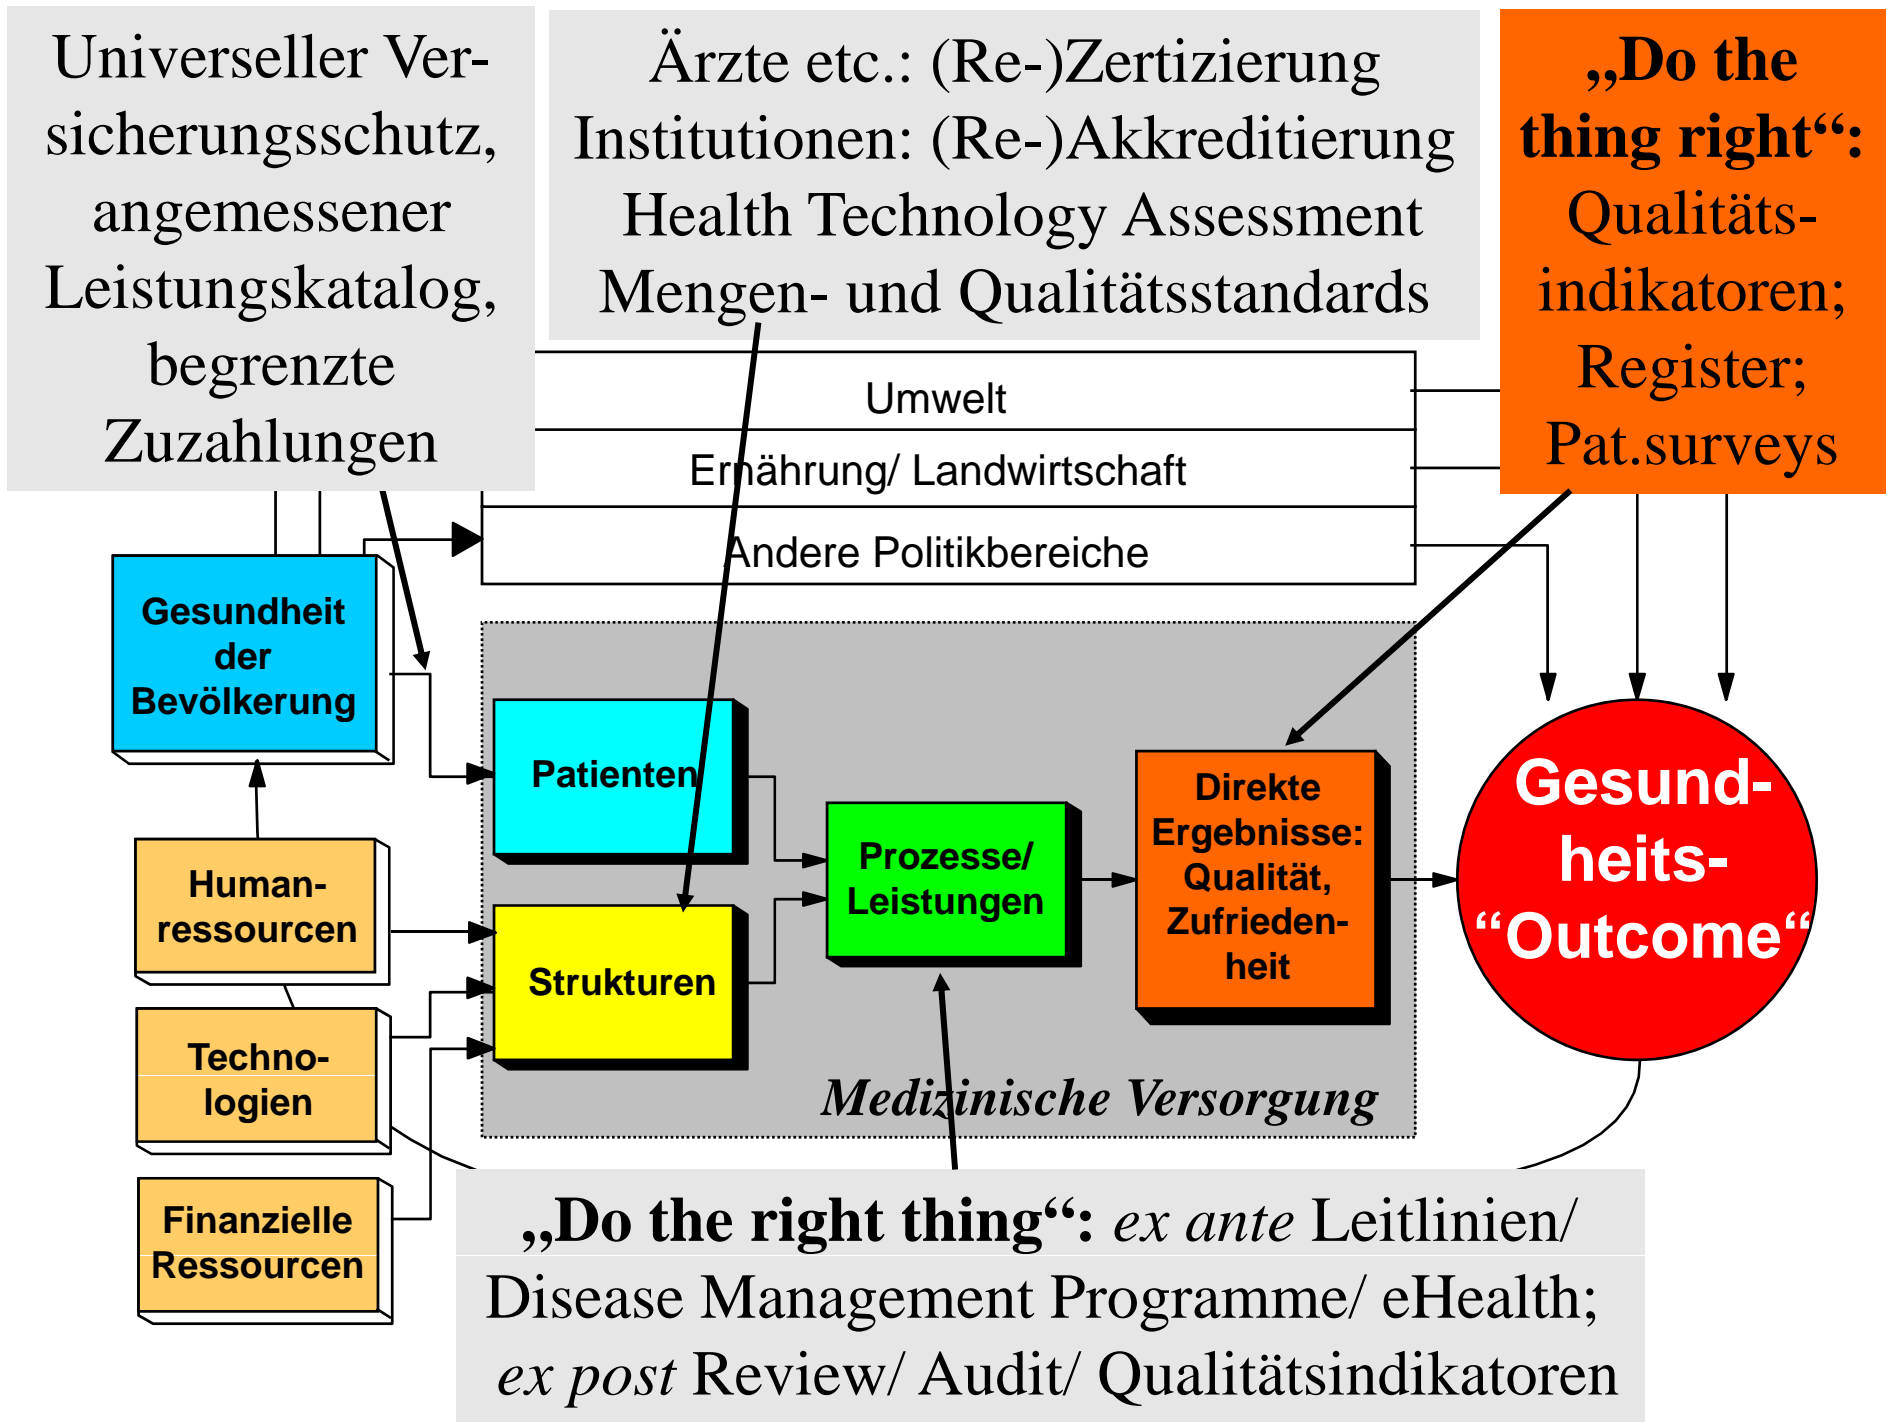 Universeller Ver-
sicherungsschutz,
angemessener
Leistungskatalog,
begrenzte
Zuzahlungen
Ärzte etc.: (Re-)Zertizierung
Institutionen: (Re-)Akkreditierung
Health Technology Assessment
Mengen- und Qualitätsstandards
„Do the
thing right“:
Qualitäts-
indikatoren;
Register;
Pat.surveys
Umwelt
Ernährung/ Landwirtschaft
Andere Politikbereiche
Gesundheit
der
Bevölkerung
Patienten
Human-
ressourcen
Strukturen
Techno-
logien
Finanzielle
Ressourcen
Prozesse/
Leistungen
Direkte
Ergebnisse:
Qualität,
Zufrieden-
heit
Gesund-
heits-
“Outcome“
Medizinische Versorgung
„Do the right thing“: ex ante Leitlinien/
Disease Management Programme/ eHealth;
ex post Review/ Audit/ Qualitätsindikatoren